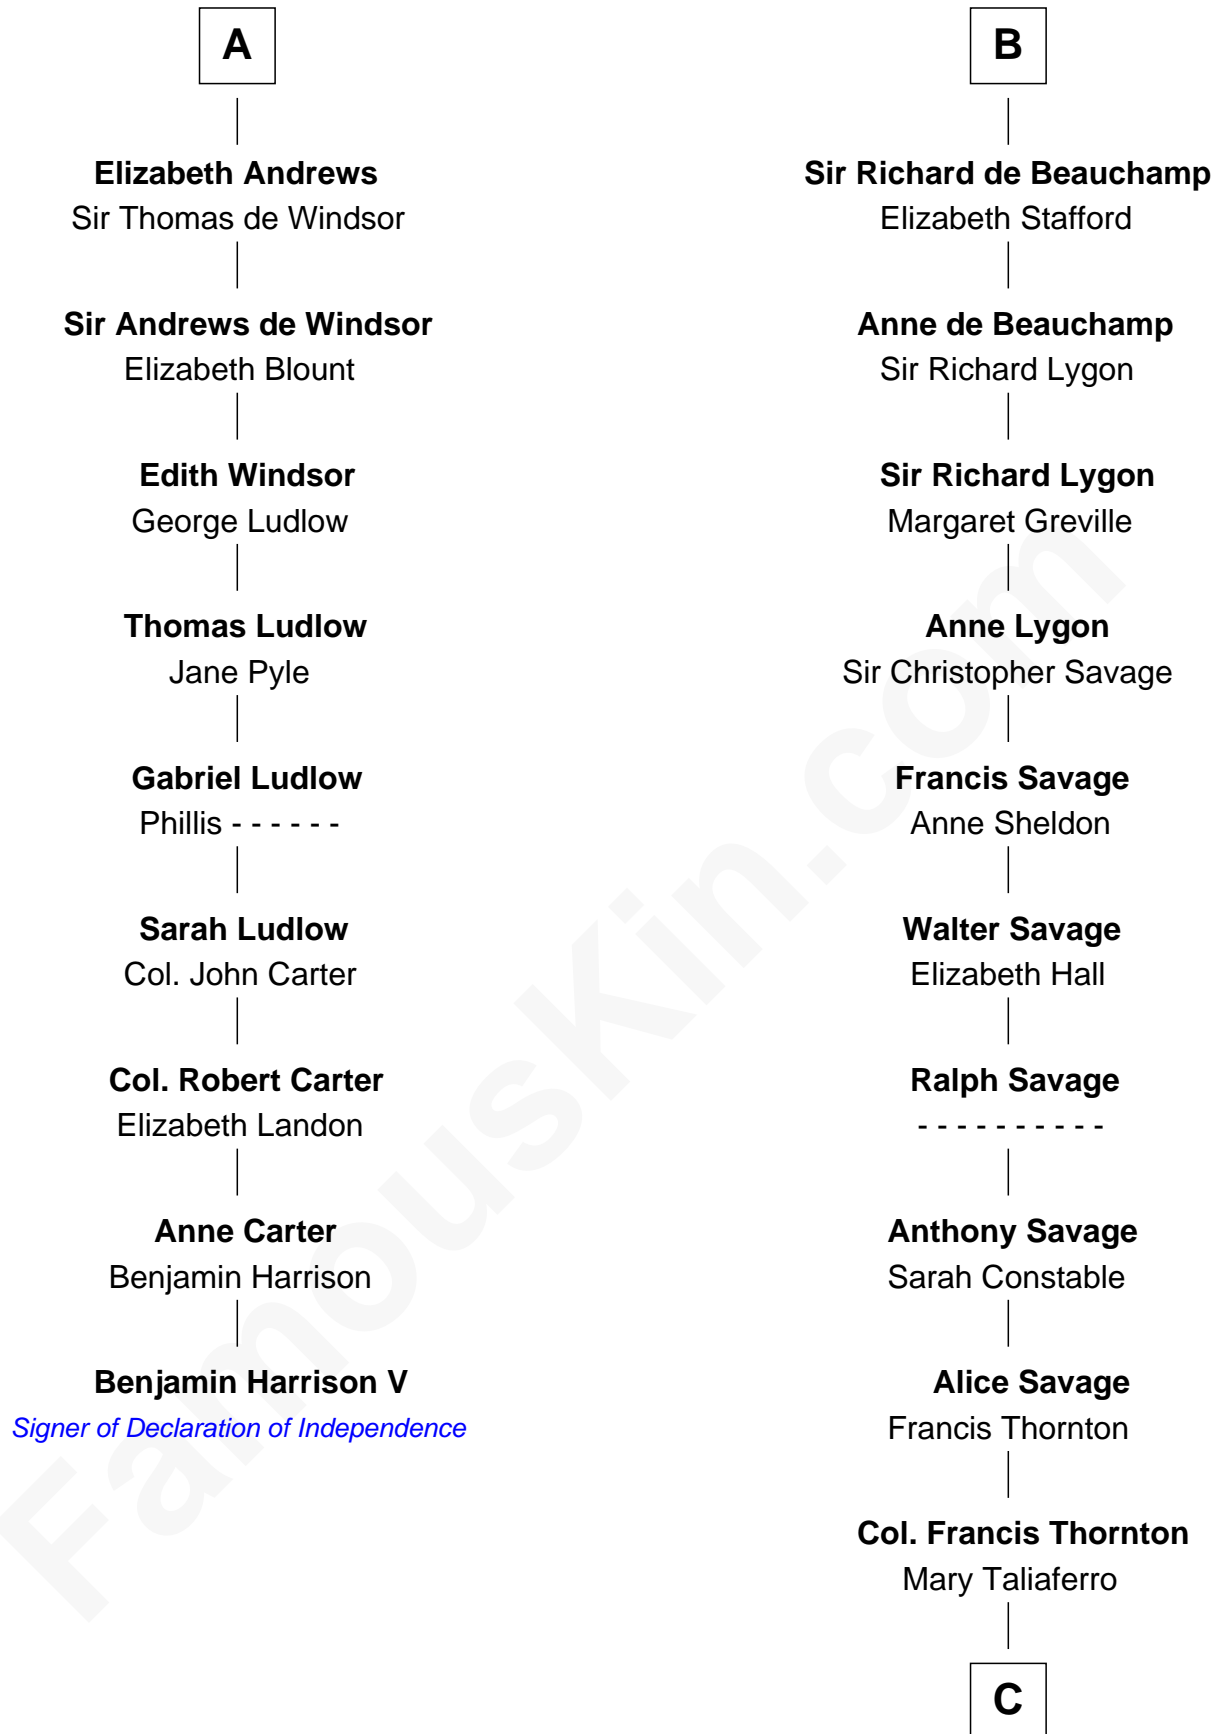 A
Elizabeth Andrews
Sir Thomas de Windsor
Sir Andrews de Windsor
Elizabeth Blount
Edith Windsor
George Ludlow
Thomas Ludlow
Jane Pyle
Gabriel Ludlow
Phillis - - - - - -
Sarah Ludlow
Col. John Carter
Col. Robert Carter
Elizabeth Landon
Anne Carter
Benjamin Harrison
Benjamin Harrison V
Signer of Declaration of Independence
B
Sir Richard de Beauchamp
Elizabeth Stafford
Anne de Beauchamp
Sir Richard Lygon
Sir Richard Lygon
Margaret Greville
Anne Lygon
Sir Christopher Savage
Francis Savage
Anne Sheldon
Walter Savage
Elizabeth Hall
Ralph Savage
- - - - - - - - - -
Anthony Savage
Sarah Constable
Alice Savage
Francis Thornton
Col. Francis Thornton
Mary Taliaferro
C
FamousKin.com